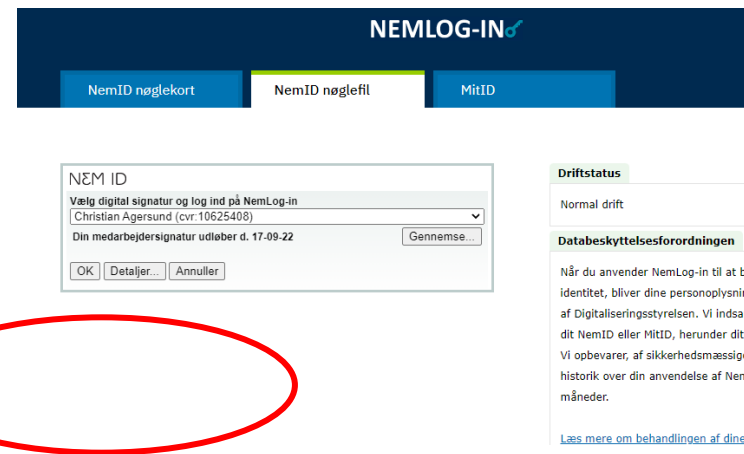 NEMLOG-IN
NemID nøglekort
NemID nøglefil
MitID
NEM ID
Vælg digital signatur og log ind på NemLog-in
Christian Agersund (cvr:10625408)
Din medarbejdersignatur udløber d. 17-09-22
Gennemse...
OK
Detaljer...
Annuller
Driftstatus
Normal drift
Databeskyttelsesforordningen
Når du anvender NemLog-in til at b
identitet, bliver dine personoplysnin
af Digitaliseringsstyrelsen. Vi indsa
dit NemID eller MitID, herunder dit
Vi opbevarer, af sikkerhedsmæssige
historik over din anvendelse af Nem
måneder.
Læs mere om behandlingen af dine